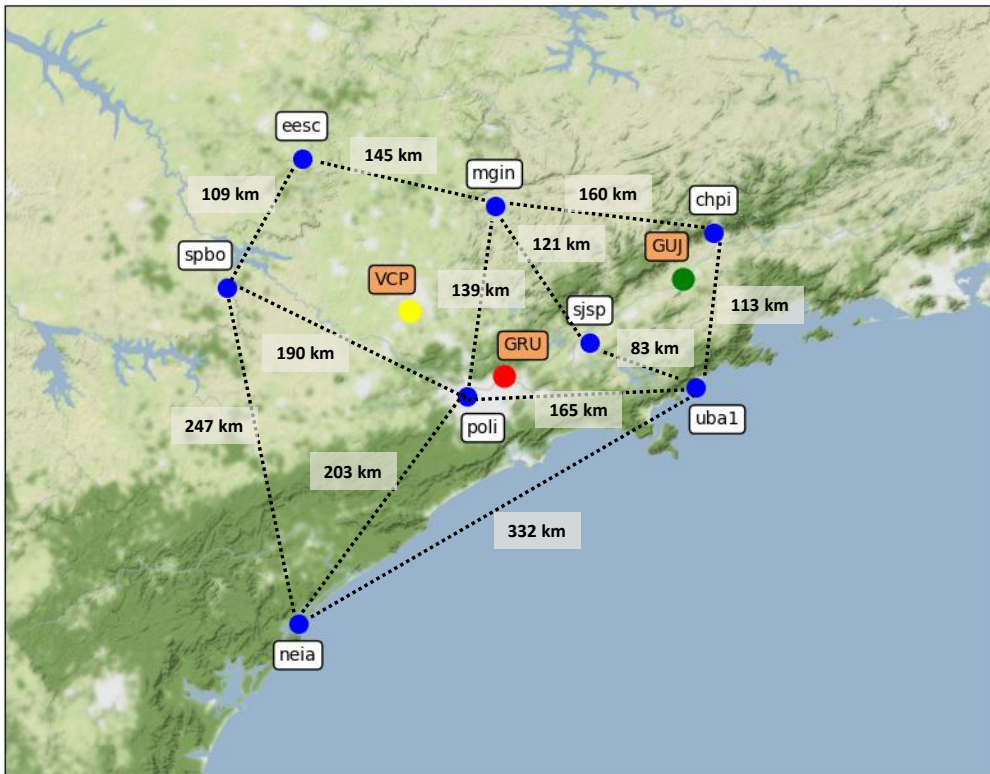 eesc
145 km
mgin
109 km
160 km
chpi
spbo
121 km
GUJ
VCP
139 km
113 km
sjsp
GRU
83 km
190 km
165 km
uba1
247 km
poli
203 km
332 km
neia